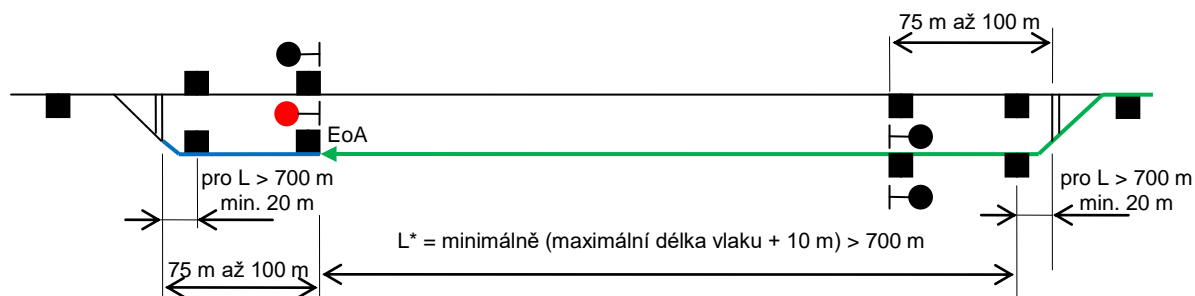 75 m až 100 m
EoA
pro L > 700 m
min. 20 m
pro L > 700 m
min. 20 m
L* = minimálně (maximální délka vlaku + 10 m) > 700 m
75 m až 100 m